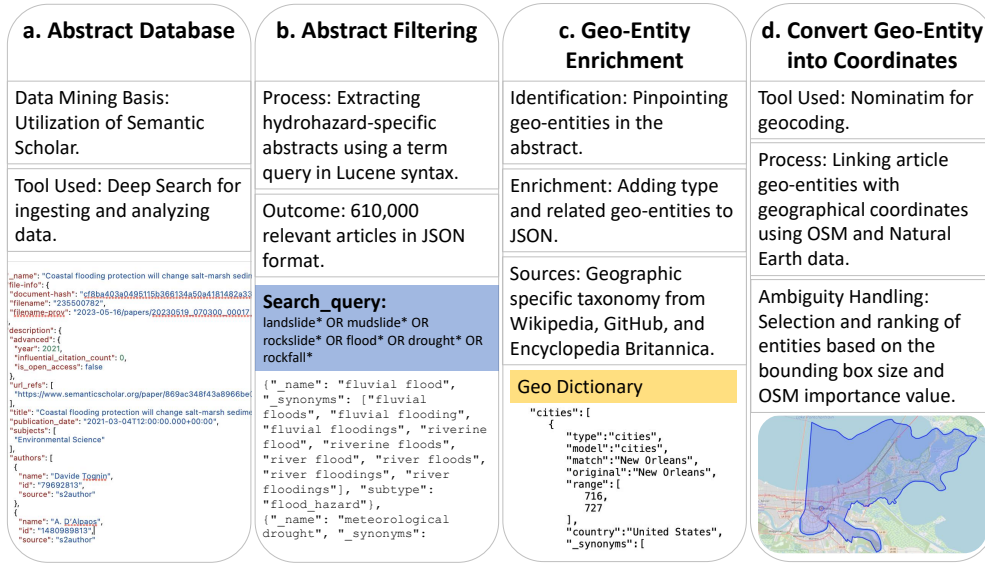 a. Abstract Database
Data Mining Basis:
Utilization of Semantic
Scholar.
Tool Used: Deep Search for
ingesting and analyzing
data.
_name": "Coastal flooding protection will change salt-marsh sedim
file-info": {
"document-hash": "cf8ba403a0495115b366134a50a4181482a33
"filename": "235500782",
"filename-prov": "2023-05-16/papers/20230519_070300_00017
,
description": {
"advanced": {
"year": 2021,
"influential_citation_count": 0,
"is_open_access": false
},
"url_refs": [
"https://www.semanticscholar.org/paper/869ac348f43a8966be
],
"title": "Coastal flooding protection will change salt-marsh sedime
"publication_date": "2021-03-04T12:00:00.000+00:00",
"subjects": [
"Environmental Science"
],
"authors": [
{
"name": "Davide Tognin",
"id": "79692813",
"source": "s2author"
},
{
"name": "A. D'Alpaos",
"id": "1480989813",
"source": "s2author"
b. Abstract Filtering
Process: Extracting
hydrohazard-specific
abstracts using a term
query in Lucene syntax.
Outcome: 610,000
relevant articles in JSON
format.
Search_query:
landslide* OR mudslide* OR
rockslide* OR flood* OR drought* OR
rockfall*
{"_name": "fluvial flood",
"_synonyms": ["fluvial
floods", "fluvial flooding",
"fluvial floodings", "riverine
flood", "riverine floods",
"river flood", "river floods",
"river floodings", "river
floodings"], "subtype":
"flood_hazard"},
{"_name": "meteorological
drought", "_synonyms":
c. Geo-Entity
Enrichment
Identification: Pinpointing
geo-entities in the
abstract.
Enrichment: Adding type
and related geo-entities to
JSON.
Sources: Geographic
specific taxonomy from
Wikipedia, GitHub, and
Encyclopedia Britannica.
Geo Dictionary
"cities":[
{
"type":"cities",
"model":"cities",
"match":"New Orleans",
"original":"New Orleans",
"range":[
716,
727
],
"country":"United States",
"_synonyms":[
d. Convert Geo-Entity
into Coordinates
Tool Used: Nominatim for
geocoding.
Process: Linking article
geo-entities with
geographical coordinates
using OSM and Natural
Earth data.
Ambiguity Handling:
Selection and ranking of
entities based on the
bounding box size and
OSM importance value.